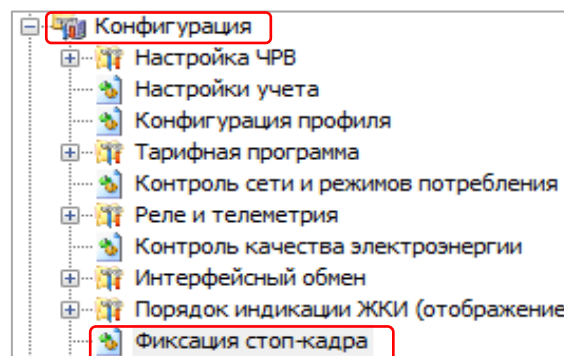 Конфигурация
Настройка ЧРВ
Настройки учета
Конфигурация профиля
Тарифная программа
Контроль сети и режимов потребления
Реле и телеметрия
Контроль качества электроэнергии
Интерфейсный обмен
Порядок индикации ЖКИ (отображение
Фиксация стоп-кадра